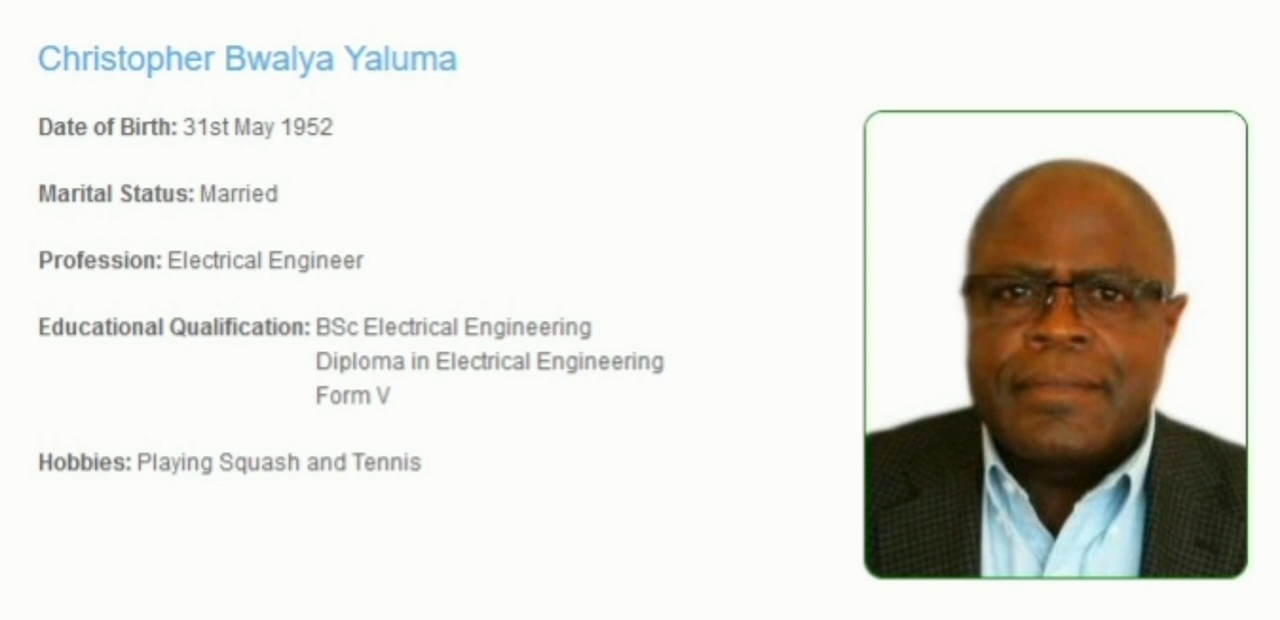 Christopher Bwalya Yaluma
Date of Birth: 31st May 1952
Marital Status: Married
Profession: Electrical Engineer
Educational Qualification: BSc Electrical Engineering
Diploma in Electrical Engineering
Form V
Hobbies: Playing Squash and Tennis